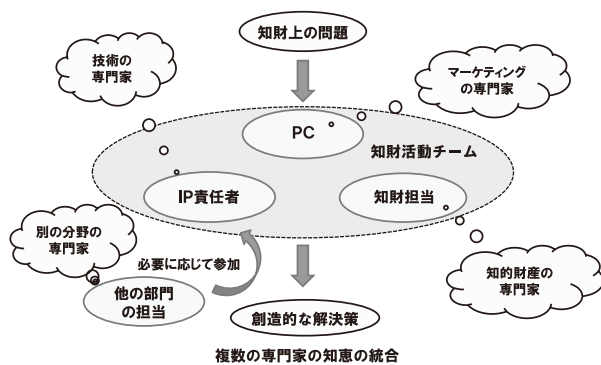 知財上の問題
技術の
専門家
マーケティング
の専門家
PC
知財活動チーム
IP責任者
知財担当
別の分野の
専門家
必要に応じて参加
他の部門
の担当
知的財産の
専門家
創造的な解決策
複数の専門家の知恵の統合